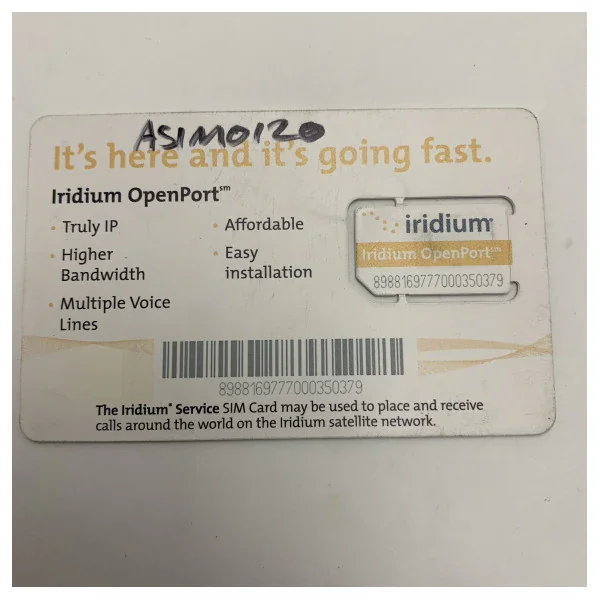 ASIM0120
It's here and it's going fast.
Iridium OpenPort℠
• Truly IP
• Affordable
• Higher
Bandwidth
• Easy
installation
• Multiple Voice
Lines
iridium
Iridium OpenPort℠
8988169777000350379
8988169777000350379
The Iridium® Service SIM Card may be used to place and receive
calls around the world on the Iridium satellite network.